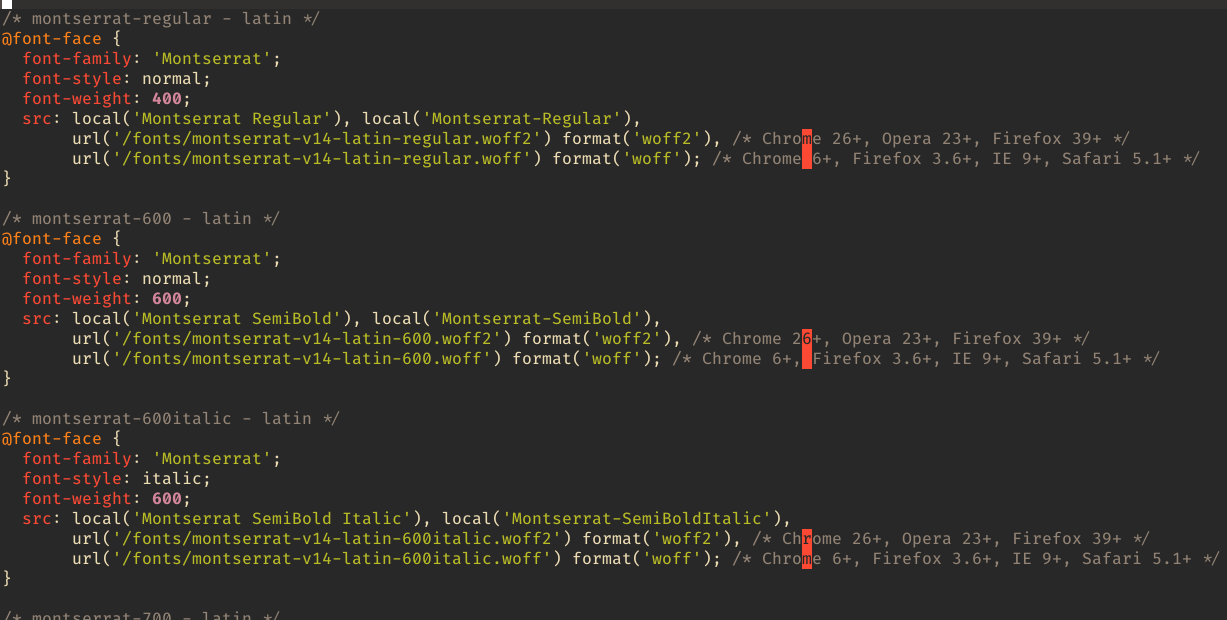 /* montserrat-regular - latin */
@font-face {
  font-family: 'Montserrat';
  font-style: normal;
  font-weight: 400;
  src: local('Montserrat Regular'), local('Montserrat-Regular'),
       url('/fonts/montserrat-v14-latin-regular.woff2') format('woff2'), /* Chrome 26+, Opera 23+, Firefox 39+ */
       url('/fonts/montserrat-v14-latin-regular.woff') format('woff'); /* Chrome 6+, Firefox 3.6+, IE 9+, Safari 5.1+ */
}

/* montserrat-600 - latin */
@font-face {
  font-family: 'Montserrat';
  font-style: normal;
  font-weight: 600;
  src: local('Montserrat SemiBold'), local('Montserrat-SemiBold'),
       url('/fonts/montserrat-v14-latin-600.woff2') format('woff2'), /* Chrome 26+, Opera 23+, Firefox 39+ */
       url('/fonts/montserrat-v14-latin-600.woff') format('woff'); /* Chrome 6+, Firefox 3.6+, IE 9+, Safari 5.1+ */
}

/* montserrat-600italic - latin */
@font-face {
  font-family: 'Montserrat';
  font-style: italic;
  font-weight: 600;
  src: local('Montserrat SemiBold Italic'), local('Montserrat-SemiBoldItalic'),
       url('/fonts/montserrat-v14-latin-600italic.woff2') format('woff2'), /* Chrome 26+, Opera 23+, Firefox 39+ */
       url('/fonts/montserrat-v14-latin-600italic.woff') format('woff'); /* Chrome 6+, Firefox 3.6+, IE 9+, Safari 5.1+ */
}

/* montserrat-700 - latin */